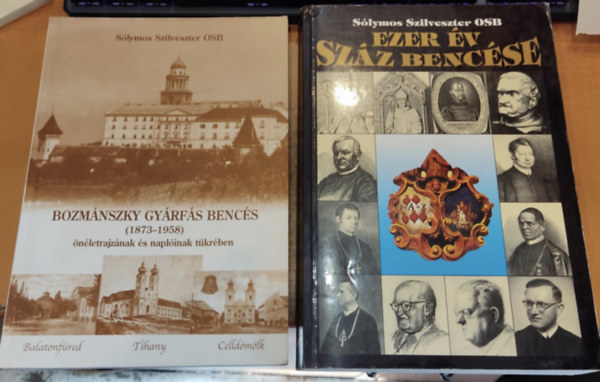 Sólymos Szilveszter OSB
BOZMÁNSZKY GYÁRFÁS BENCÉS
(1873–1958)
önéletrajzának és naplóinak tükrében
Balatonfüred Tihany Celldömölk
Sólymos Szilveszter OSB
EZER ÉV
SZÁZ BENCÉSE